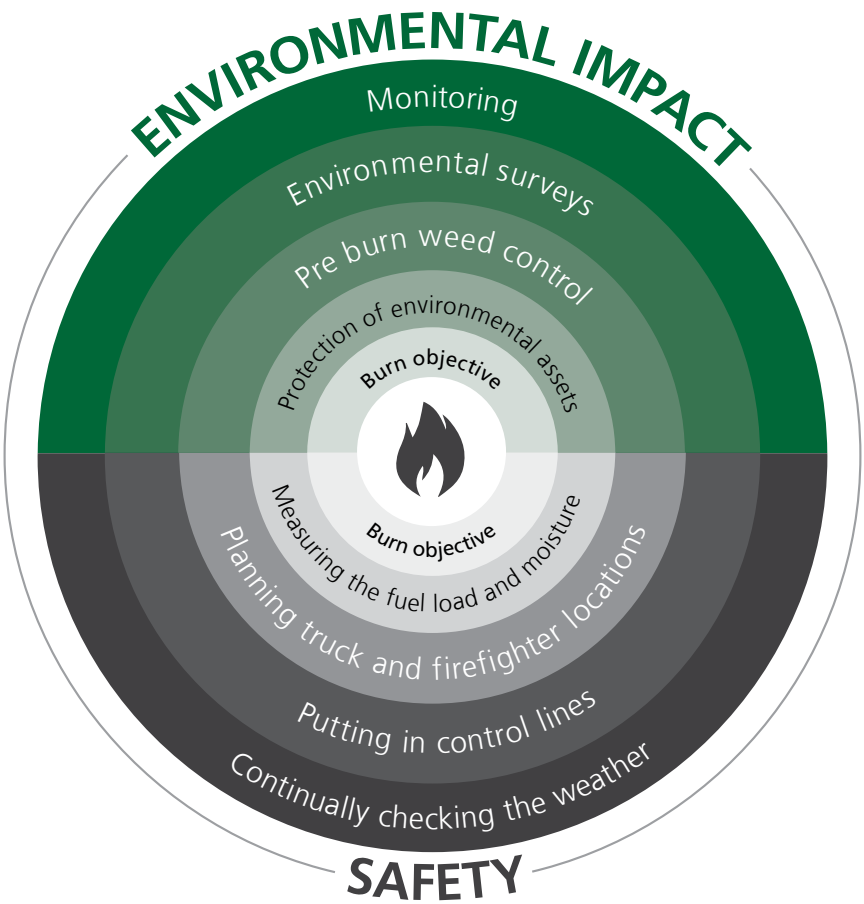 ENVIRONMENTAL IMPACT
Monitoring
Environmental surveys
Pre burn weed control
Protection of environmental assets
Burn objective
Burn objective
Measuring the fuel load and moisture
Planning truck and firefighter locations
Putting in control lines
Continually checking the weather
SAFETY